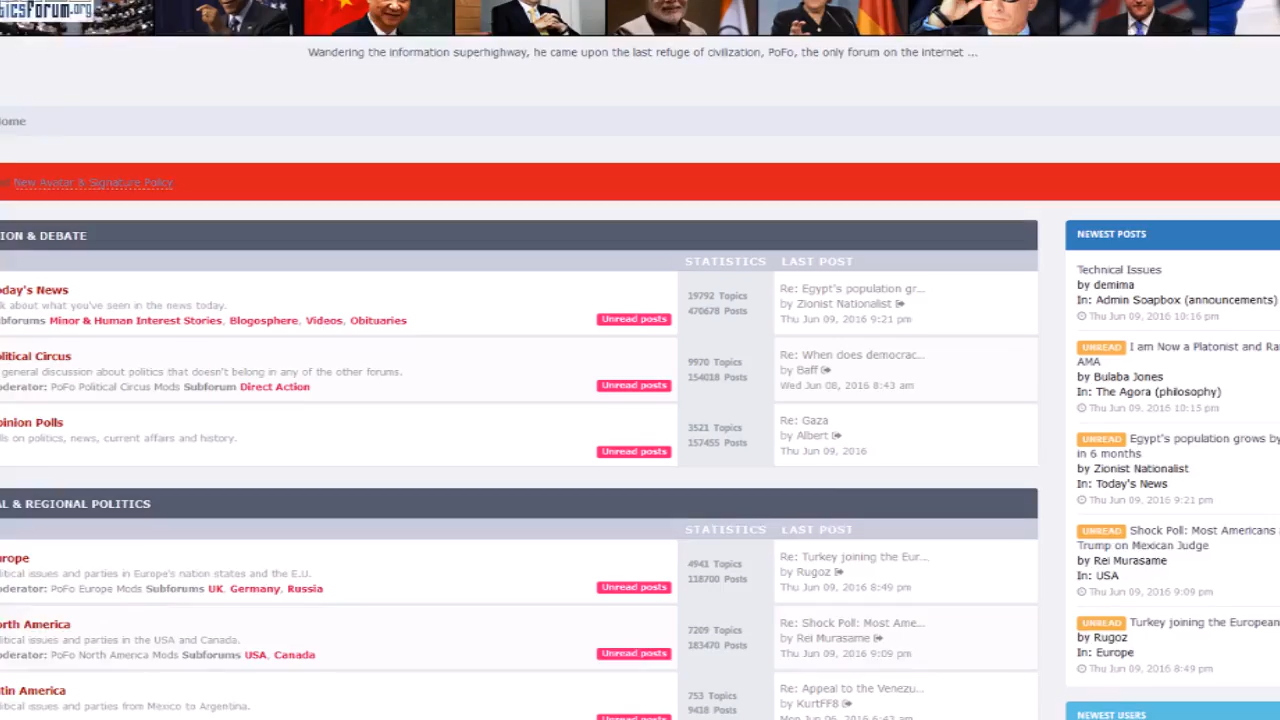 ticsforum.org
Wandering the information superhighway, he came upon the last refuge of civilization, PoFo, the only forum on the internet ...
ome
New Avatar & Signature Policy
ION & DEBATE
STATISTICS LAST POST
oday's News
k about what you've seen in the news today.
bforums Minor & Human Interest Stories, Blogosphere, Videos, Obituaries
Unread posts
19792 Topics
470678 Posts
Re: Egypt's population gr...
by Zionist Nationalist
Thu Jun 09, 2016 9:21 pm
litical Circus
general discussion about politics that doesn't belong in any of the other forums.
oderator: PoFo Political Circus Mods Subforum Direct Action
Unread posts
9970 Topics
154018 Posts
Re: When does democrac...
by Baff
Wed Jun 08, 2016 8:43 am
pinion Polls
lls on politics, news, current affairs and history.
Unread posts
3521 Topics
157455 Posts
Re: Gaza
by Albert
Thu Jun 09, 2016
AL & REGIONAL POLITICS
STATISTICS LAST POST
urope
litical issues and parties in Europe's nation states and the E.U.
oderator: PoFo Europe Mods Subforums UK, Germany, Russia
Unread posts
4941 Topics
118700 Posts
Re: Turkey joining the Eur...
by Rugoz
Thu Jun 09, 2016 8:49 pm
orth America
litical issues and parties in the USA and Canada.
oderator: PoFo North America Mods Subforums USA, Canada
Unread posts
7209 Topics
183470 Posts
Re: Shock Poll: Most Ame...
by Rei Murasame
Thu Jun 09, 2016 9:09 pm
tin America
litical issues and parties from Mexico to Argentina.
Unread posts
753 Topics
9418 Posts
Re: Appeal to the Venezu...
by KurtFF8
Mon Jun 06, 2016 6:43 am
NEWEST POSTS
Technical Issues
by demima
In: Admin Soapbox (announcements)
Thu Jun 09, 2016 10:16 pm
UNREAD I am Now a Platonist and Ra
AMA
by Bulaba Jones
In: The Agora (philosophy)
Thu Jun 09, 2016 10:15 pm
UNREAD Egypt's population grows by
in 6 months
by Zionist Nationalist
In: Today's News
Thu Jun 09, 2016 9:21 pm
UNREAD Shock Poll: Most Americans
Trump on Mexican Judge
by Rei Murasame
In: USA
Thu Jun 09, 2016 9:09 pm
UNREAD Turkey joining the European
by Rugoz
In: Europe
Thu Jun 09, 2016 8:49 pm
NEWEST USERS